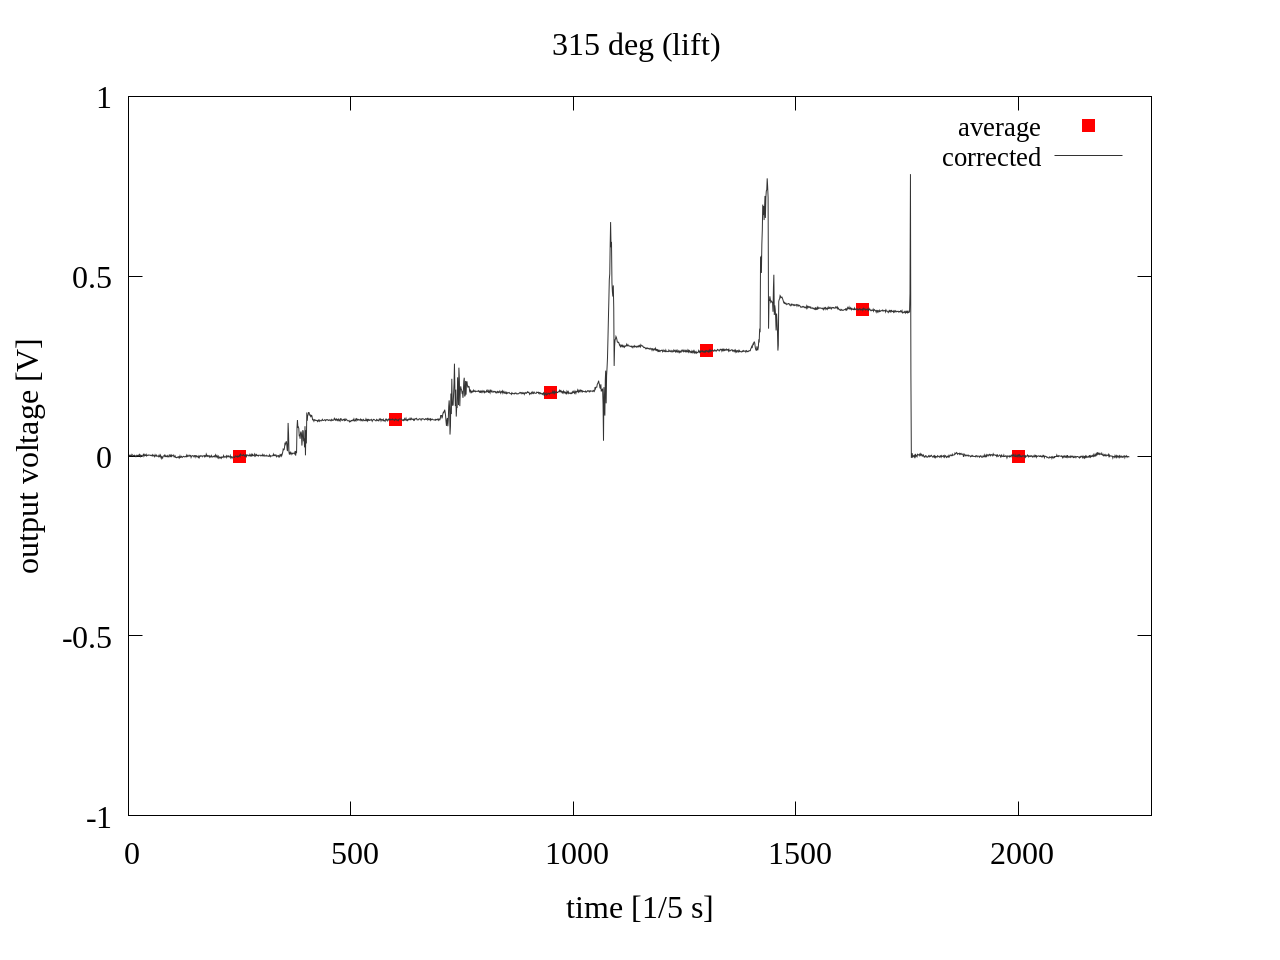 315 deg (lift)
average
corrected
1
0.5
0
-0.5
-1
output voltage [V]
0 500 1000 1500 2000
time [1/5 s]